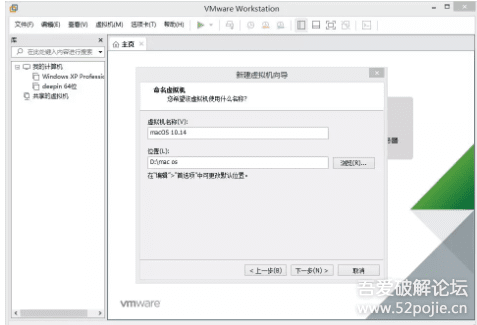 VMware Workstation
文件(F) 编辑(E) 查看(V) 虚拟机(M) 选项卡(T) 帮助(H)
库
在此处键入内容进行搜索
我的计算机
Windows XP Professio
deepin 64位
共享的虚拟机
主页
新建虚拟机向导
命名虚拟机
您希望该虚拟机使用什么名称?
虚拟机名称(V):
macOS 10.14
位置(L):
D:\mac os
浏览(R)...
在"编辑">"首选项"中可更改默认位置。
< 上一步(B) 下一步(N) > 取消
vmware
吾爱破解论坛
www.52pojie.cn